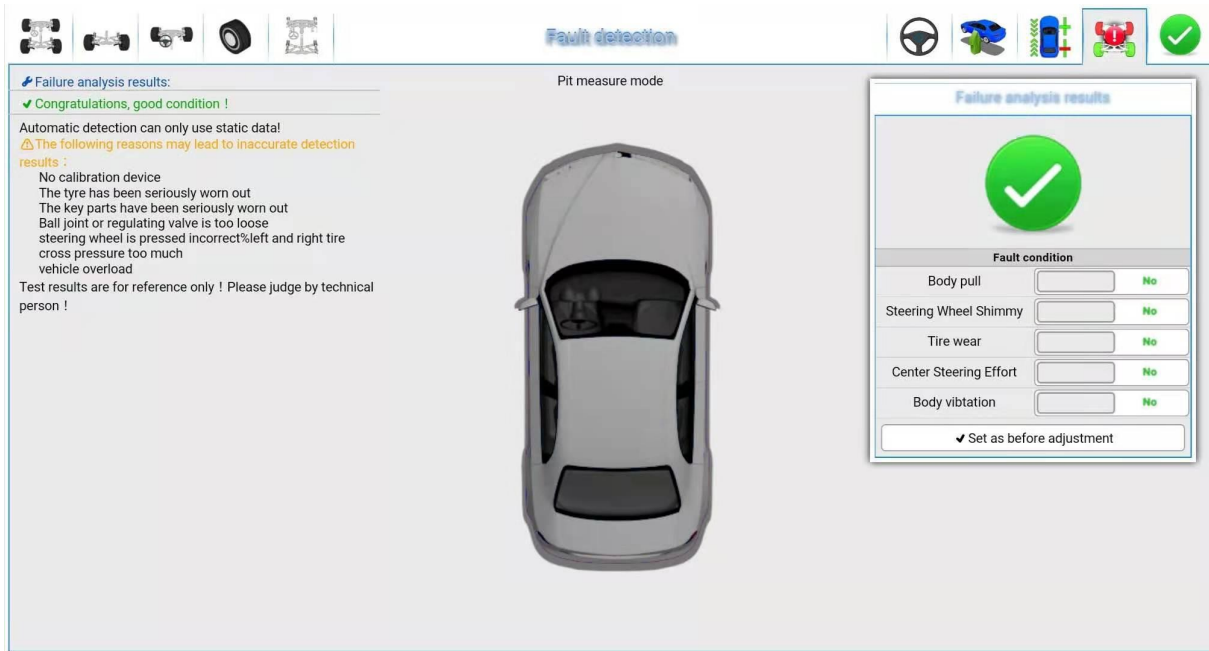 Fault detection
Failure analysis results:
Congratulations, good condition !
Automatic detection can only use static data!
The following reasons may lead to inaccurate detection
results :
No calibration device
The tyre has been seriously worn out
The key parts have been seriously worn out
Ball joint or regulating valve is too loose
steering wheel is pressed incorrect%left and right tire
cross pressure too much
vehicle overload
Test results are for reference only ! Please judge by technical
person !
Pit measure mode
Failure analysis results
Fault condition
Body pull No
Steering Wheel Shimmy No
Tire wear No
Center Steering Effort No
Body vibtation No
Set as before adjustment